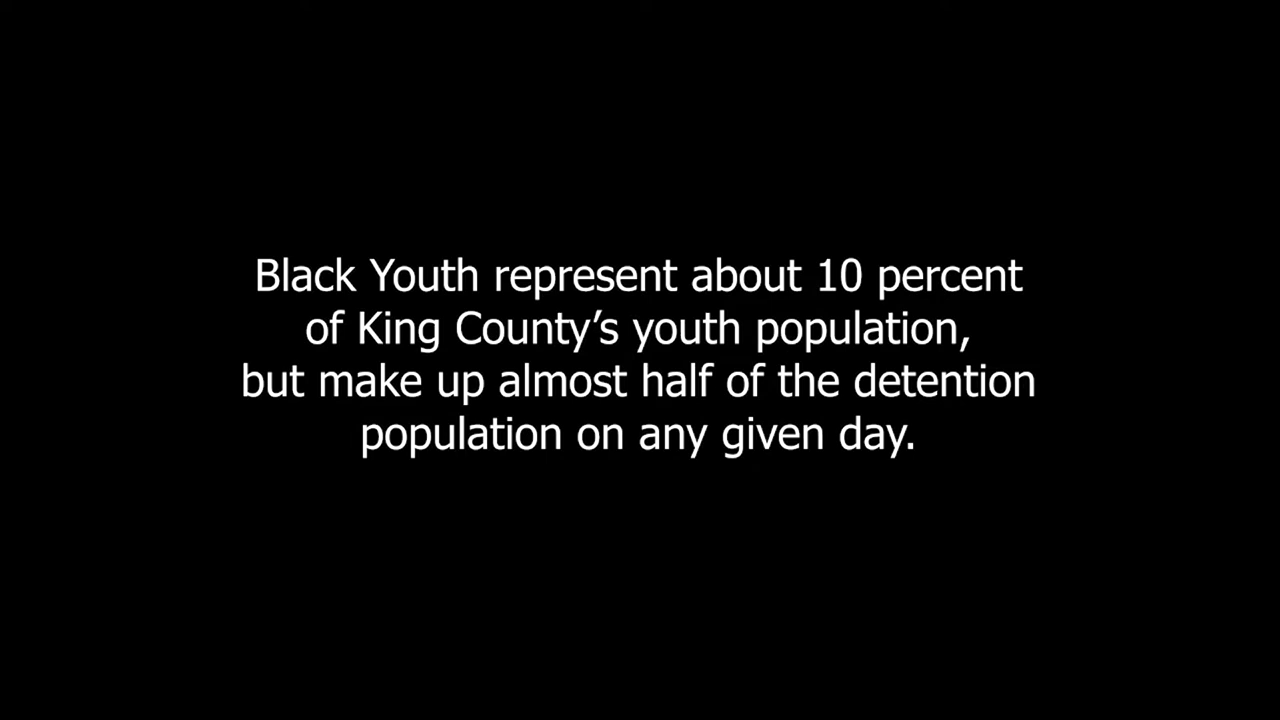 Black Youth represent about 10 percent
of King County’s youth population,
but make up almost half of the detention
population on any given day.